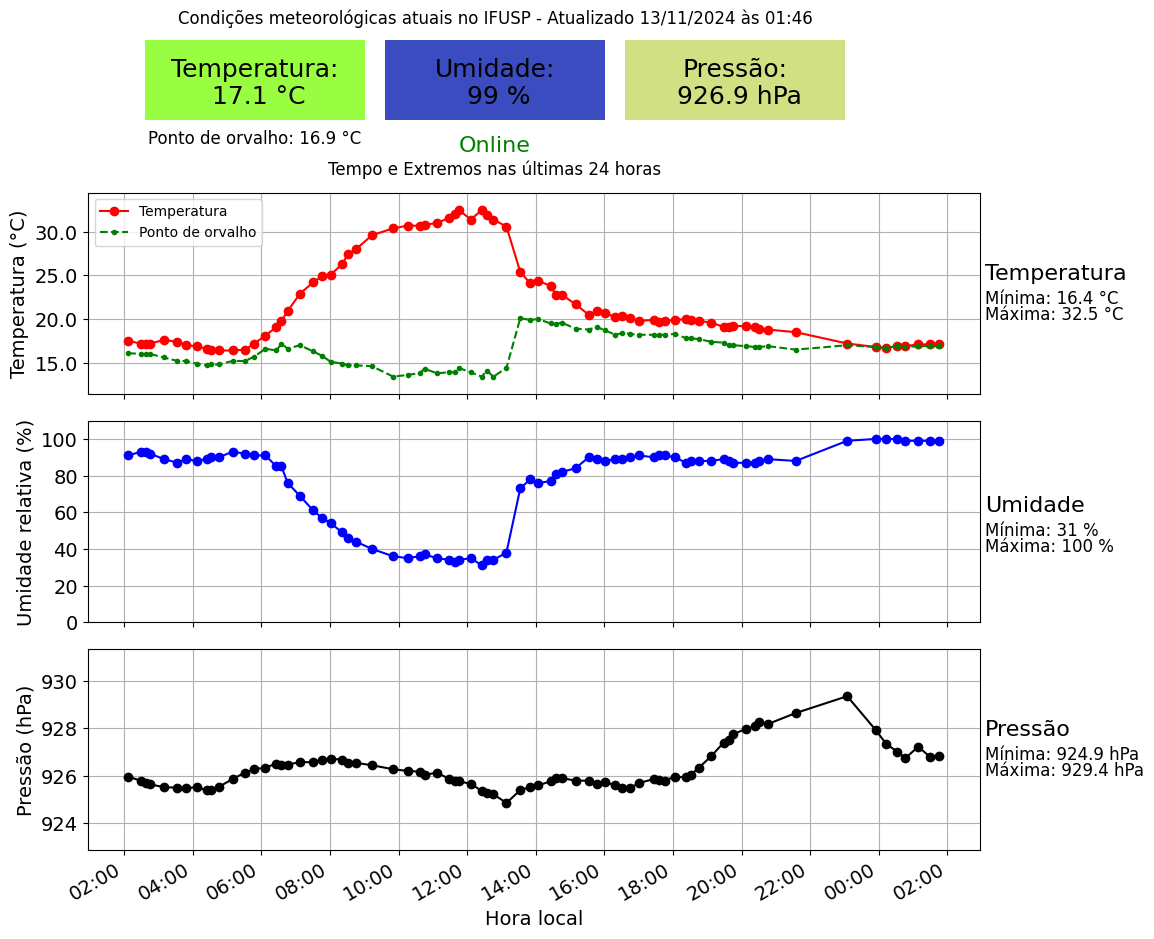 Condições meteorológicas atuais no IFUSP - Atualizado 13/11/2024 às 01:46
Temperatura:
17.1 °C
Umidade:
99 %
Pressão:
926.9 hPa
Ponto de orvalho: 16.9 °C
Online
Tempo e Extremos nas últimas 24 horas
Temperatura (°C)
30.0
25.0
20.0
15.0
Temperatura
Ponto de orvalho
Temperatura
Mínima: 16.4 °C
Máxima: 32.5 °C
Umidade relativa (%)
100
80
60
40
20
0
Umidade
Mínima: 31 %
Máxima: 100 %
Pressão (hPa)
930
928
926
924
Pressão
Mínima: 924.9 hPa
Máxima: 929.4 hPa
02:00 04:00 06:00 08:00 10:00 12:00 14:00 16:00 18:00 20:00 22:00 00:00 02:00
Hora local